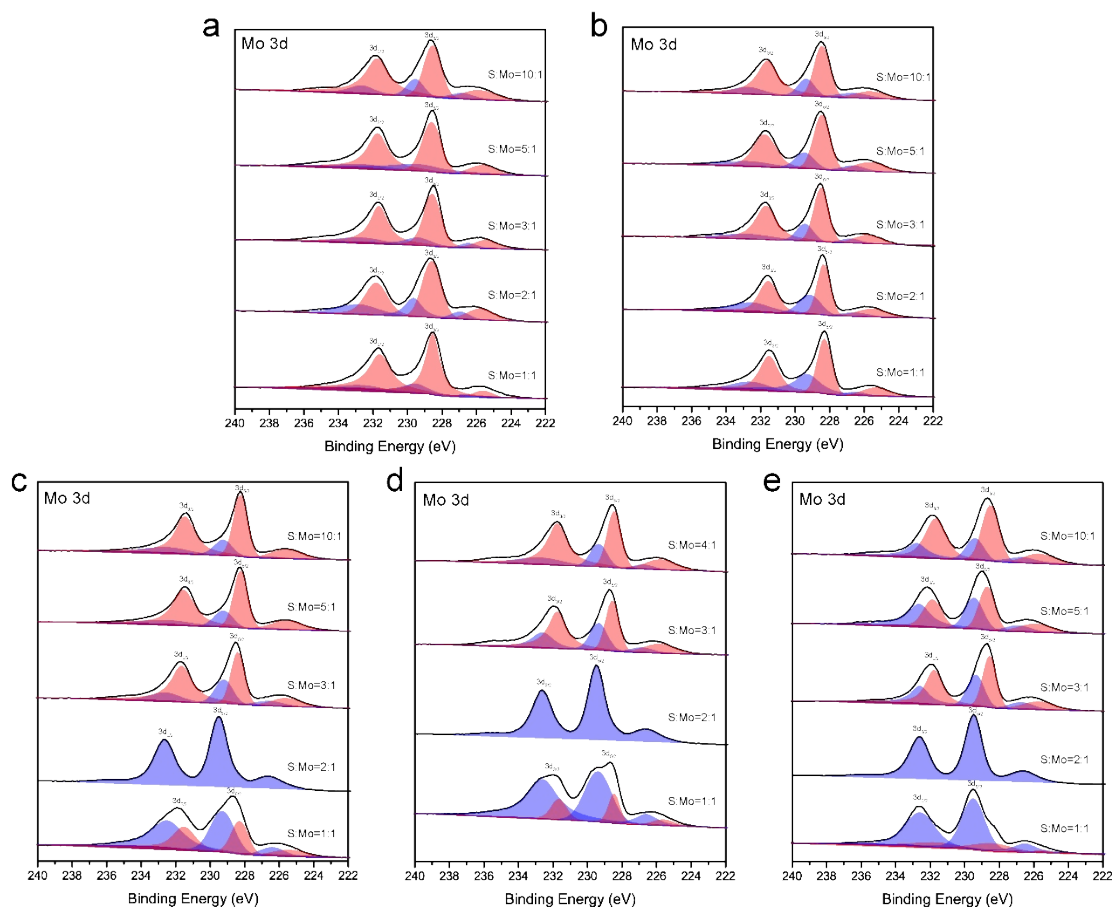 a
Mo 3d
S:Mo=10:1
S:Mo=5:1
S:Mo=3:1
S:Mo=2:1
S:Mo=1:1
240 238 236 234 232 230 228 226 224 222
Binding Energy (eV)
b
Mo 3d
S:Mo=10:1
S:Mo=5:1
S:Mo=3:1
S:Mo=2:1
S:Mo=1:1
240 238 236 234 232 230 228 226 224 222
Binding Energy (eV)
c
Mo 3d
S:Mo=10:1
S:Mo=5:1
S:Mo=3:1
S:Mo=2:1
S:Mo=1:1
240 238 236 234 232 230 228 226 224 222
Binding Energy (eV)
d
Mo 3d
S:Mo=4:1
S:Mo=3:1
S:Mo=2:1
S:Mo=1:1
240 238 236 234 232 230 228 226 224 222
Binding Energy (eV)
e
Mo 3d
S:Mo=10:1
S:Mo=5:1
S:Mo=3:1
S:Mo=2:1
S:Mo=1:1
240 238 236 234 232 230 228 226 224 222
Binding Energy (eV)